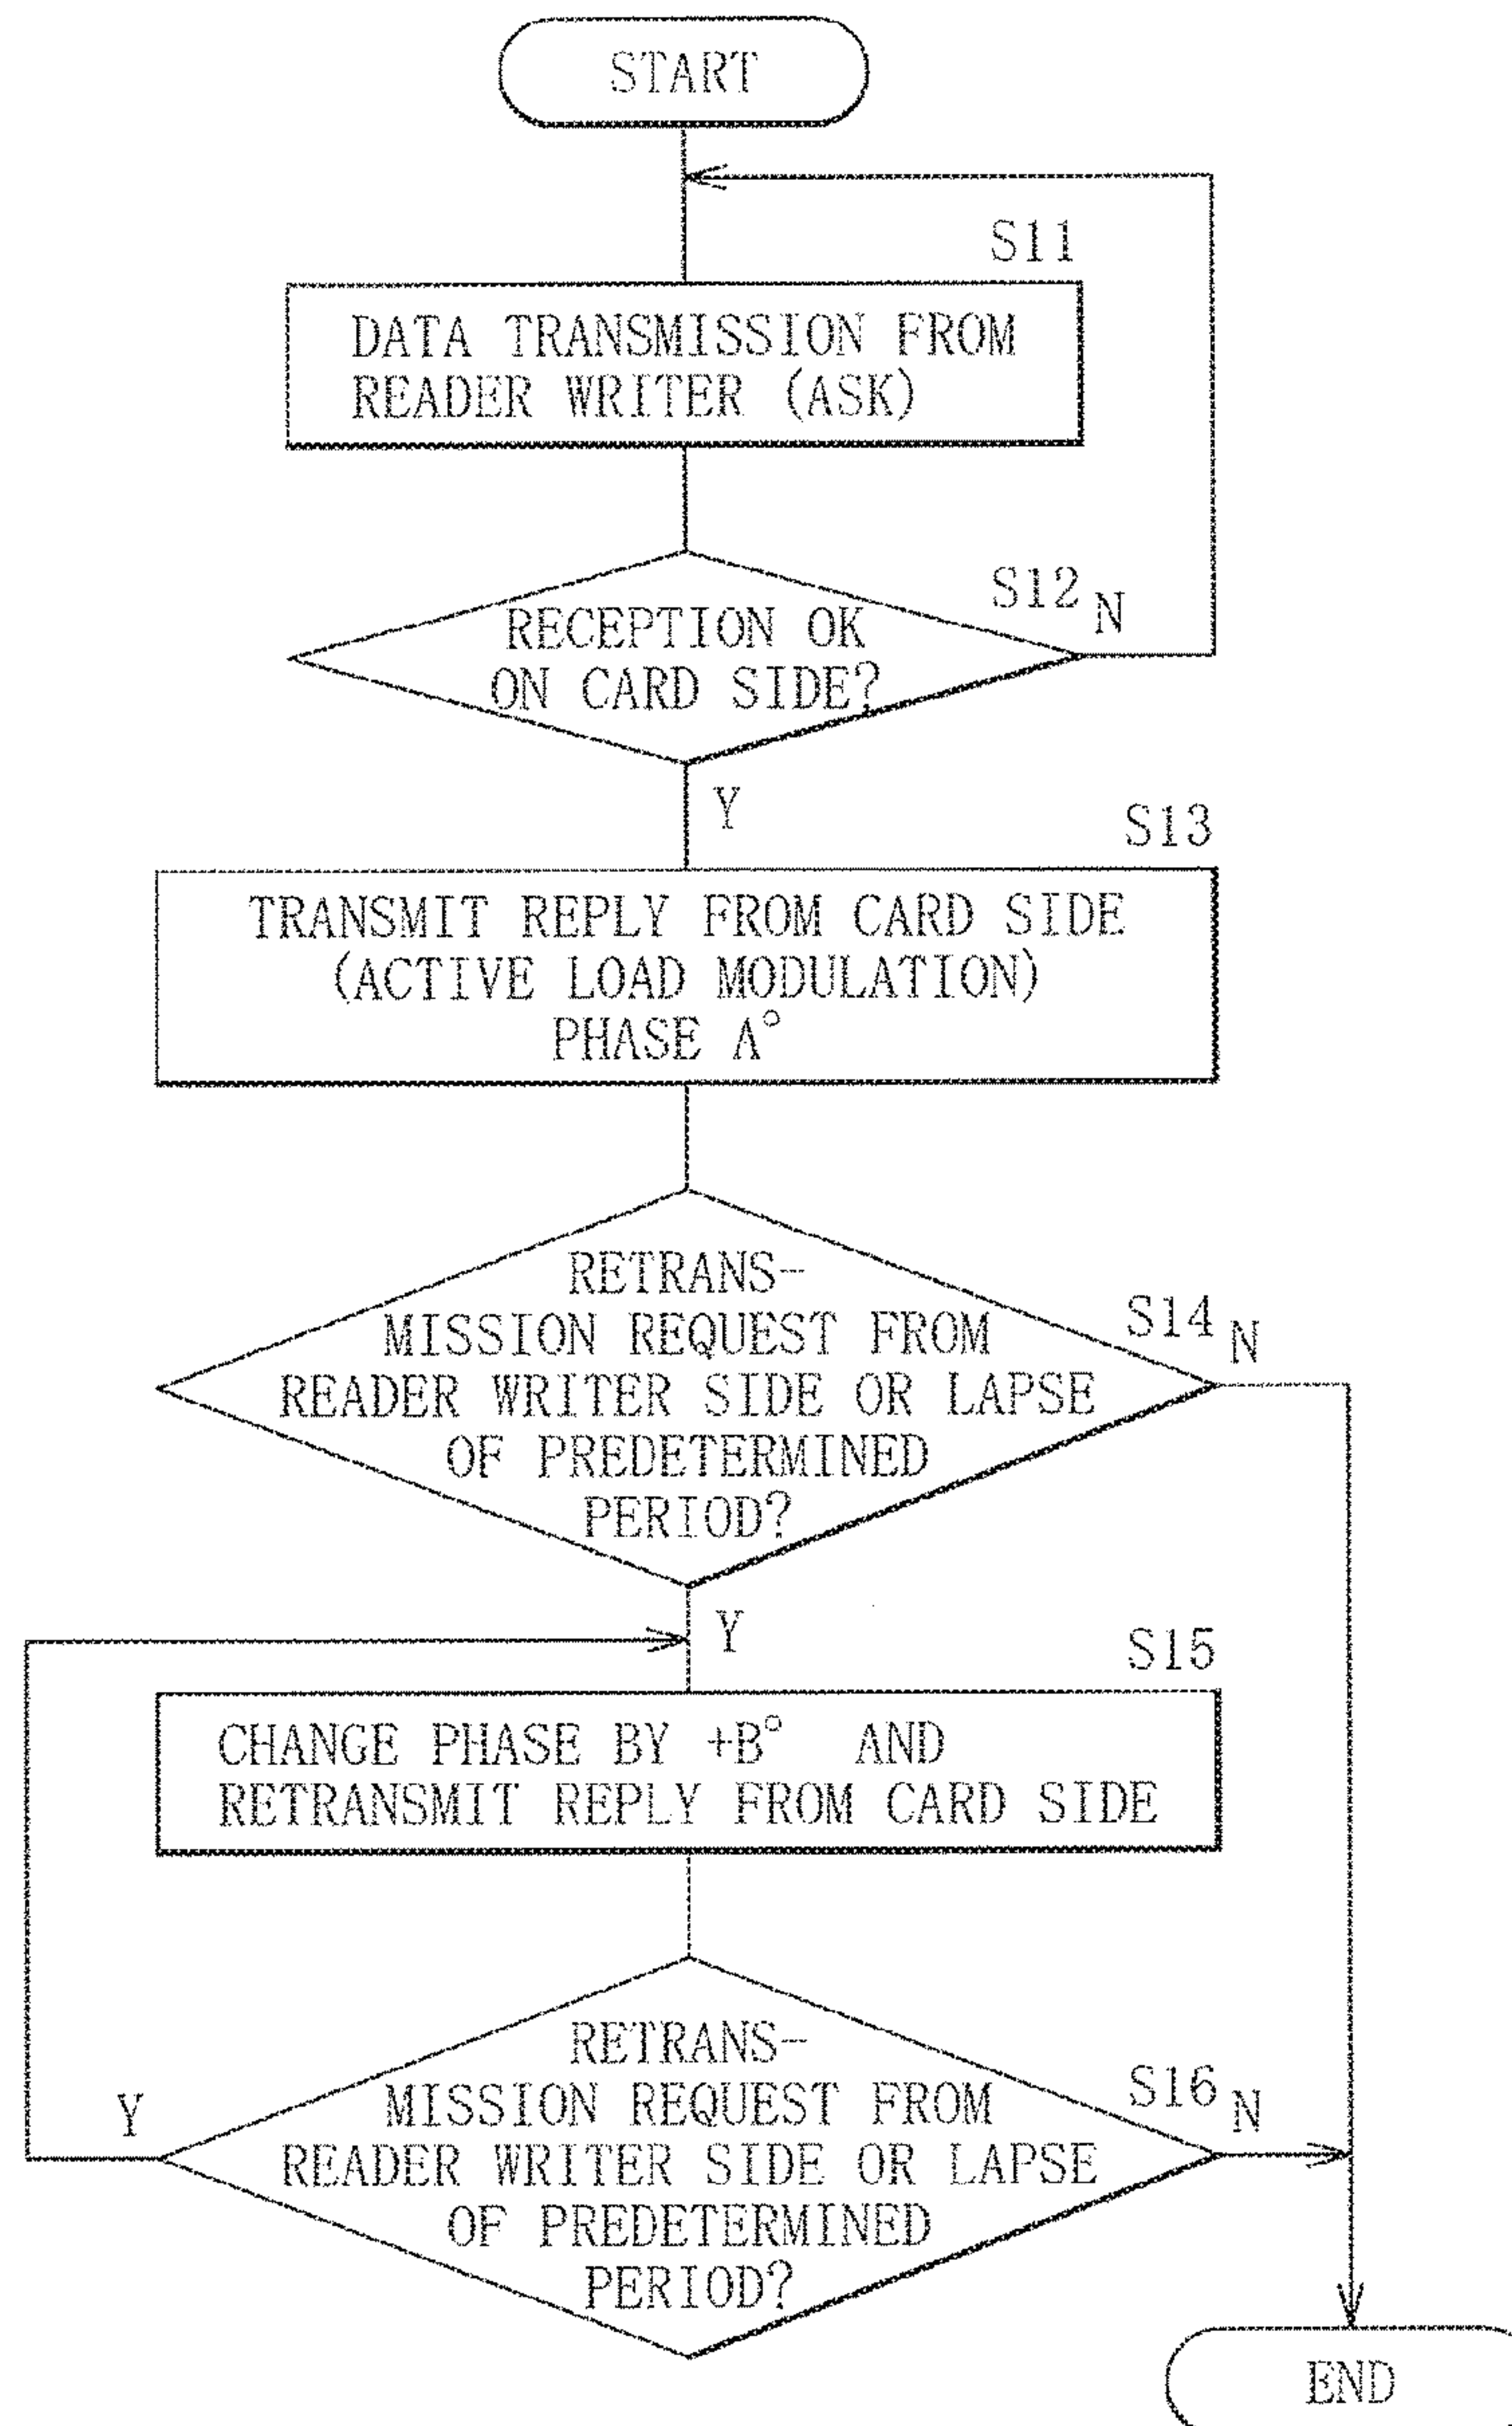 START
S11
DATA TRANSMISSION FROM
READER WRITER (ASK)
S12
N
RECEPTION OK
ON CARD SIDE?
Y
S13
TRANSMIT REPLY FROM CARD SIDE
(ACTIVE LOAD MODULATION)
PHASE A°
RETRANS-
MISSION REQUEST FROM
S14
N
READER WRITER SIDE OR LAPSE
OF PREDETERMINED
PERIOD?
Y
S15
CHANGE PHASE BY +B° AND
RETRANSMIT REPLY FROM CARD SIDE
RETRANS-
MISSION REQUEST FROM
S16
N
Y
READER WRITER SIDE OR LAPSE
OF PREDETERMINED
PERIOD?
END